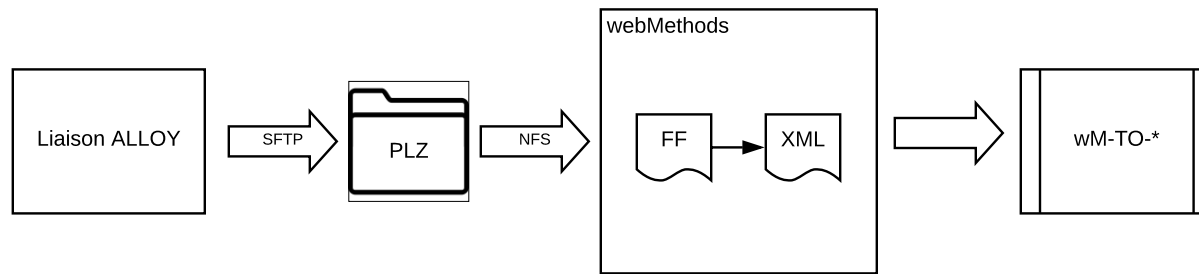 webMethods
Liaison ALLOY
SFTP
PLZ
NFS
FF
XML
wM-TO-*